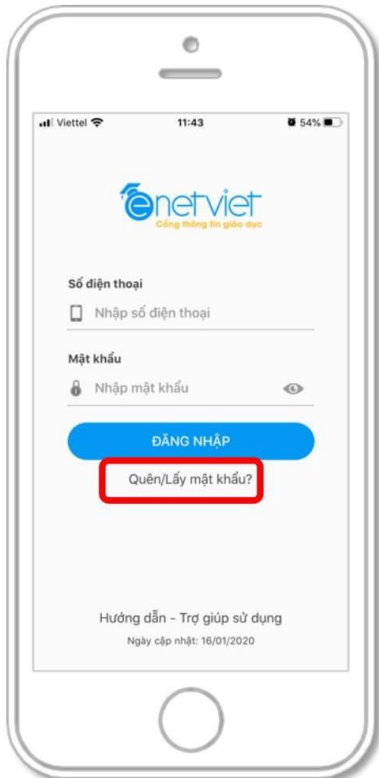 Viettel 11:43 54%
enetviet
Cổng thông tin giáo dục
Số điện thoại
Nhập số điện thoại
Mật khẩu
Nhập mật khẩu
ĐĂNG NHẬP
Quên/Lấy mật khẩu?
Hướng dẫn - Trợ giúp sử dụng
Ngày cập nhật: 16/01/2020